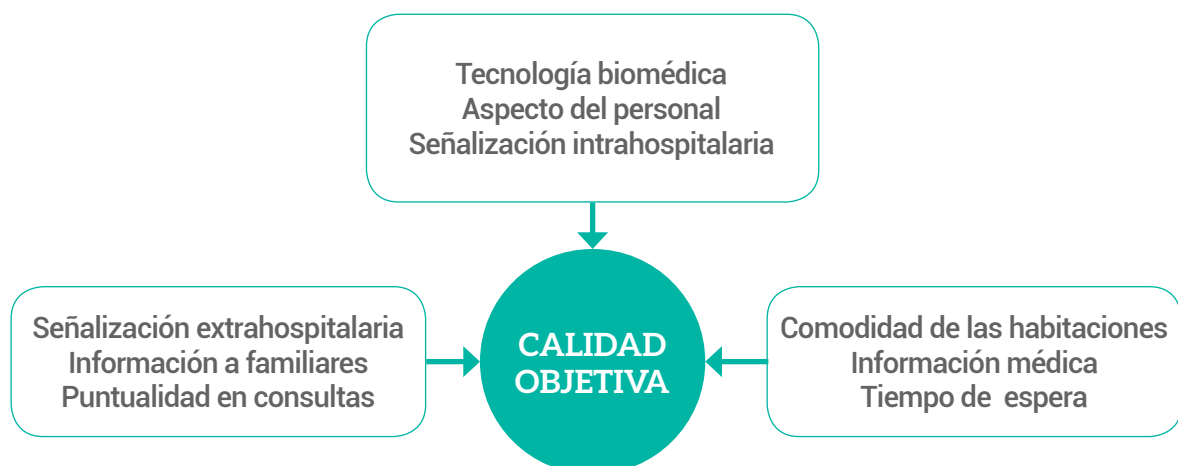 Tecnología biomédica
Aspecto del personal
Señalización intrahospitalaria
Señalización extrahospitalaria
Información a familiares
Puntualidad en consultas
CALIDAD
OBJETIVA
Comodidad de las habitaciones
Información médica
Tiempo de espera